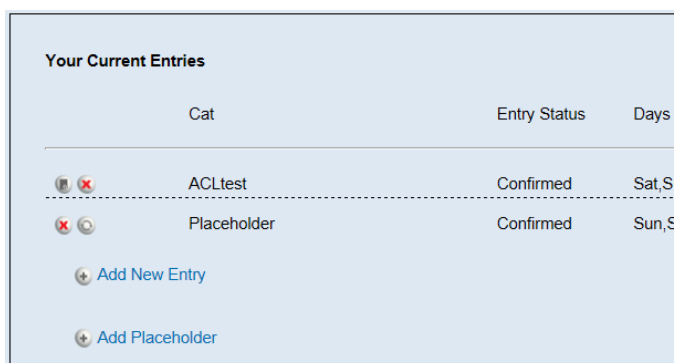 Your Current Entries
Cat Entry Status Days
ACLtest Confirmed Sat,S
Placeholder Confirmed Sun,S
Add New Entry
Add Placeholder